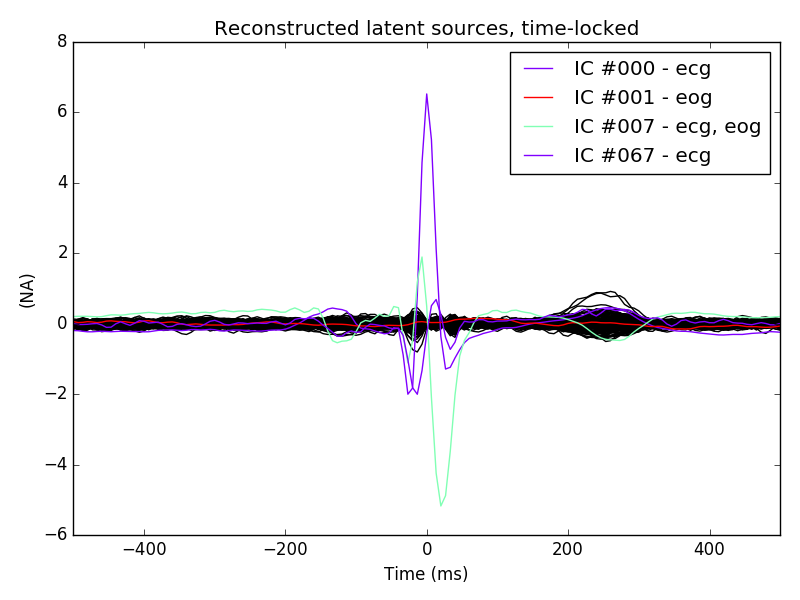 Reconstructed latent sources, time-locked
IC #000 - ecg
IC #001 - eog
IC #007 - ecg, eog
IC #067 - ecg
8
6
4
2
0
−2
−4
−6
(NA)
−400
−200
0
200
400
Time (ms)